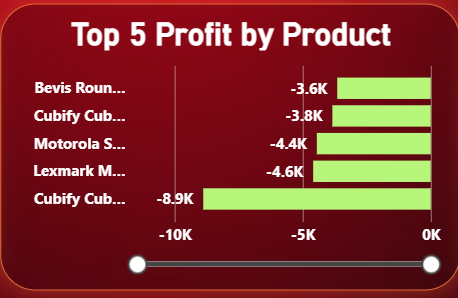 Top 5 Profit by Product
Bevis Roun... -3.6K
Cubify Cub... -3.8K
Motorola S... -4.4K
Lexmark M... -4.6K
Cubify Cub... -8.9K
-10K -5K 0K